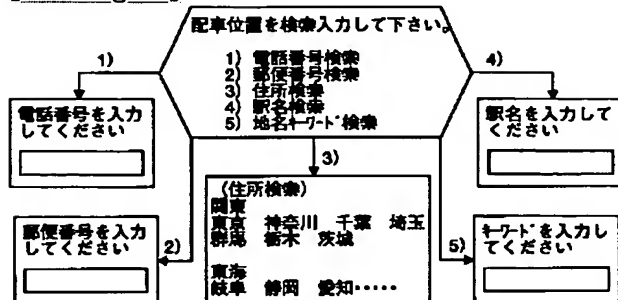 配車位置を検索入力して下さい。
1) 電話番号検索
2) 郵便番号検索
3) 住所検索
4) 駅名検索
5) 地名キーワード検索
1)
4)
電話番号を入力
してください
駅名を入力して
ください
3)
(住所検索)
関東
東京 神奈川 千葉 埼玉
群馬 栃木 茨城
東海
岐阜 静岡 愛知・・・・・
郵便番号を入力
してください
2)
5)
キーワードを入力し
てください